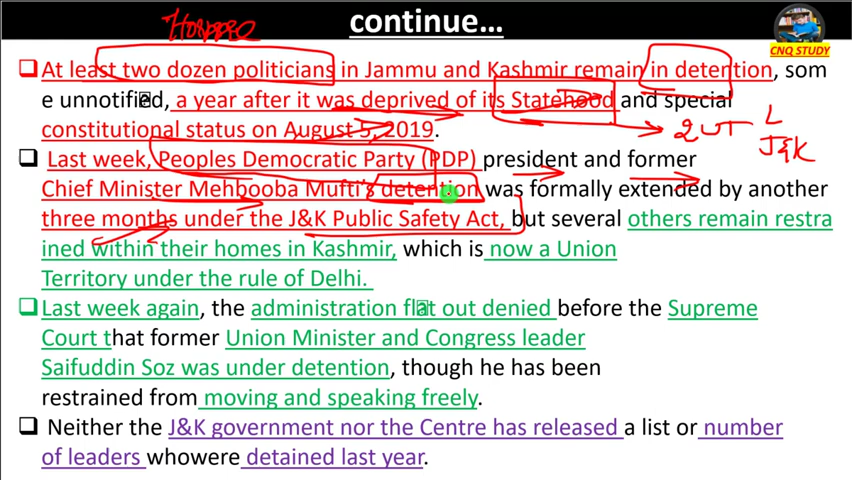 continue…
CNQ STUDY
At least two dozen politicians in Jammu and Kashmir remain in detention, som
e unnotified, a year after it was deprived of its Statehood and special
constitutional status on August 5, 2019.
2 UT L
J&K
Last week, Peoples Democratic Party (PDP) president and former
Chief Minister Mehbooba Mufti's detention was formally extended by another
three months under the J&K Public Safety Act, but several others remain restra
ined within their homes in Kashmir, which is now a Union
Territory under the rule of Delhi.
Last week again, the administration flat out denied before the Supreme
Court that former Union Minister and Congress leader
Saifuddin Soz was under detention, though he has been
restrained from moving and speaking freely.
Neither the J&K government nor the Centre has released a list or number
of leaders whowere detained last year.